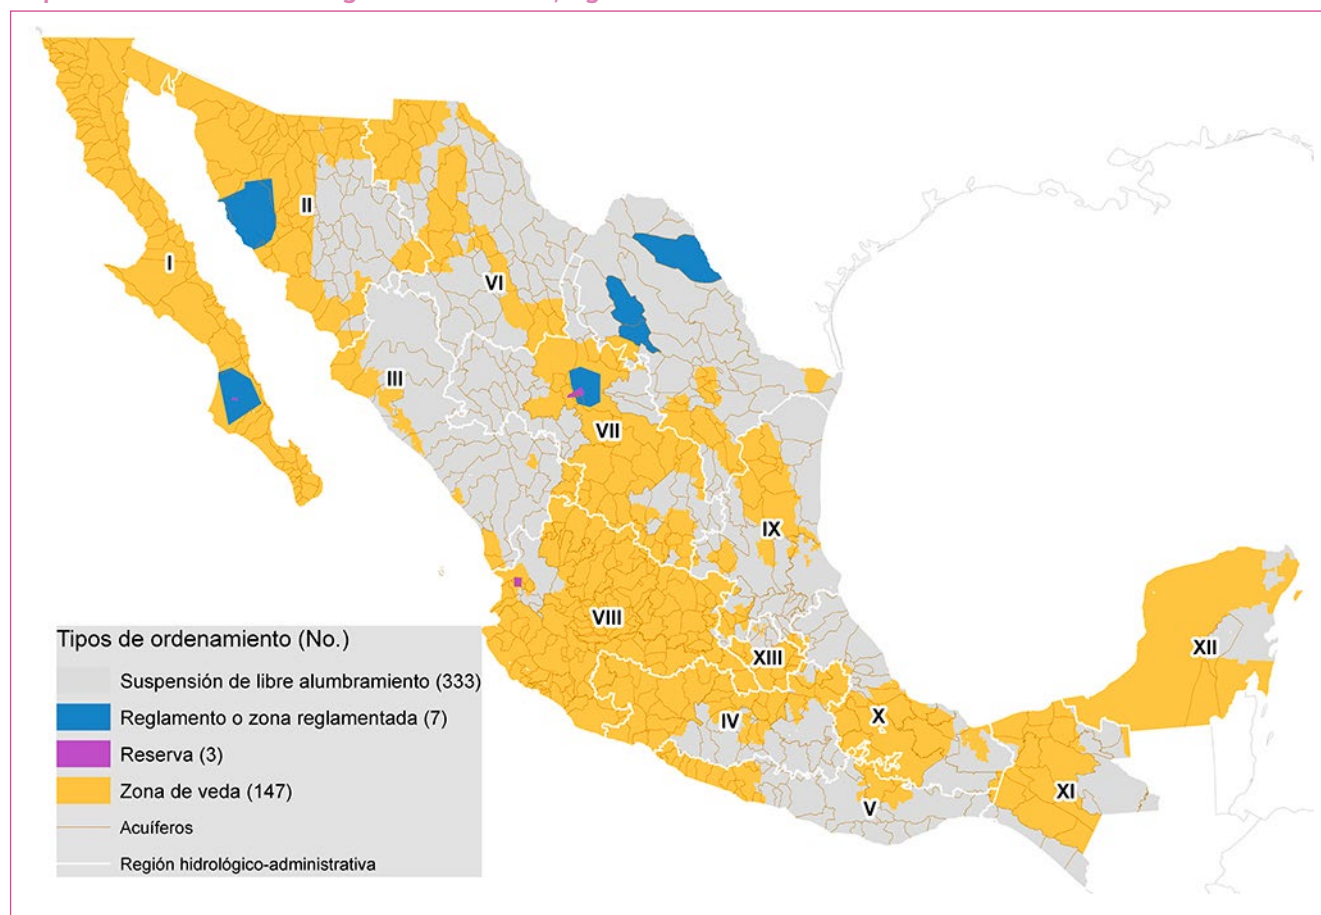 I
II
III
VI
VII
IX
VIII
XIII
IV
X
V
XI
XII
Tipos de ordenamiento (No.)
Suspensión de libre alumbramiento (333)
Reglamento o zona reglamentada (7)
Reserva (3)
Zona de veda (147)
Acuíferos
Región hidrológico-administrativa